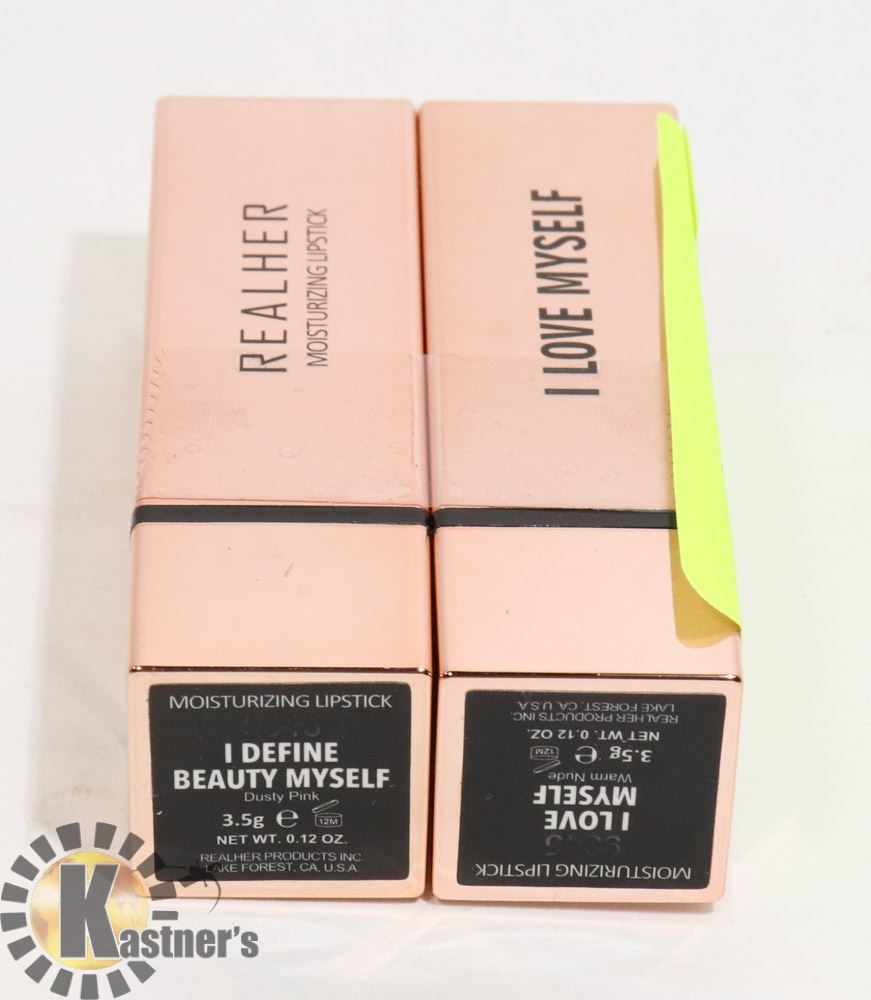 REALHER
MOISTURIZING LIPSTICK
I LOVE MYSELF
MOISTURIZING LIPSTICK
I DEFINE
BEAUTY MYSELF
Dusty Pink
3.5g e 12M
NET WT. 0.12 OZ.
REALHER PRODUCTS INC.
LAKE FOREST, CA, U.S.A.
MOISTURIZING LIPSTICK
I LOVE
MYSELF
Warm Nude
3.5g e 12M
NET WT. 0.12 OZ.
REALHER PRODUCTS INC.
LAKE FOREST, CA, U.S.A.
Kastner's